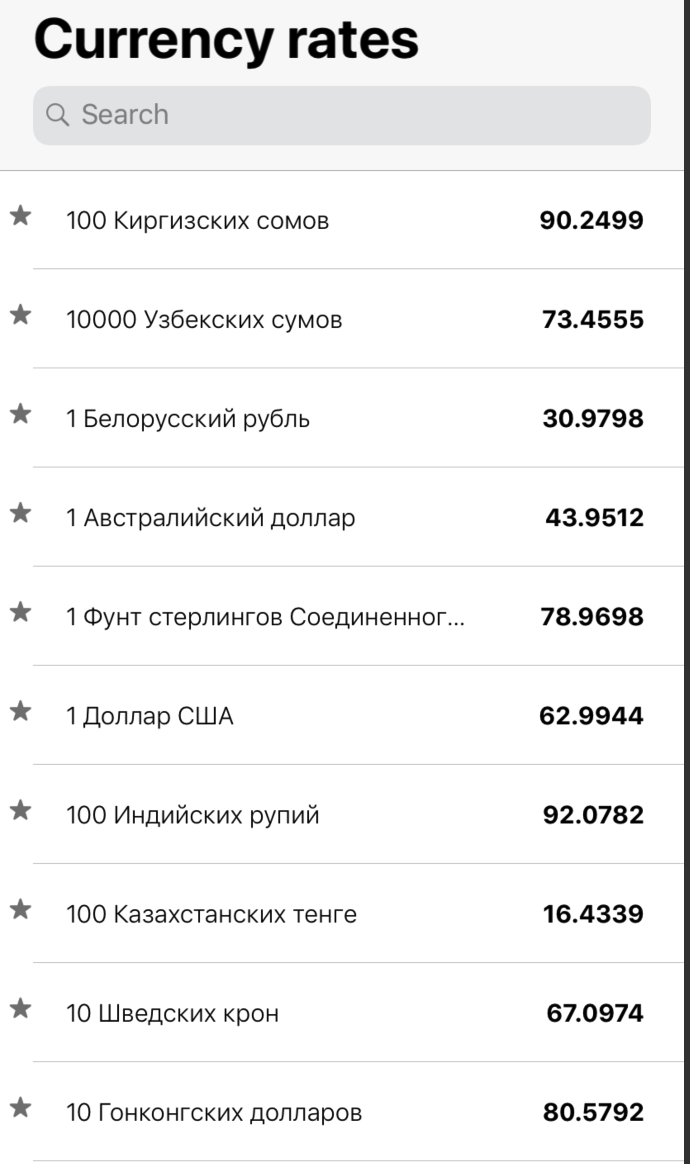 Currency rates
Search
100 Киргизских сомов 90.2499
10000 Узбекских сумов 73.4555
1 Белорусский рубль 30.9798
1 Австралийский доллар 43.9512
1 Фунт стерлингов Соединенног... 78.9698
1 Доллар США 62.9944
100 Индийских рупий 92.0782
100 Казахстанских тенге 16.4339
10 Шведских крон 67.0974
10 Гонконгских долларов 80.5792